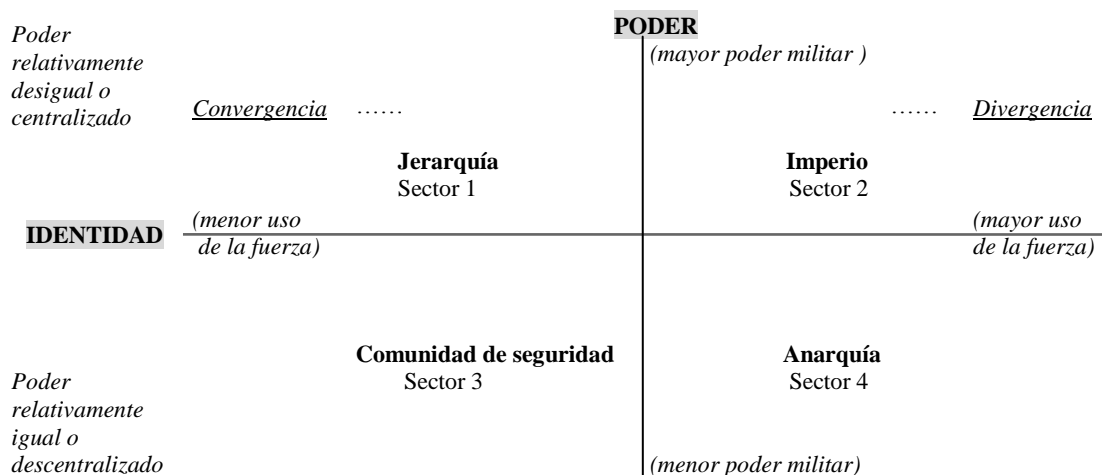 PODER
Poder
relativamente
desigual o
centralizado
(mayor poder militar )
Convergencia ...... ...... Divergencia
Jerarquía Imperio
Sector 1 Sector 2
IDENTIDAD
(menor uso
de la fuerza)
(mayor uso
de la fuerza)
Comunidad de seguridad Anarquía
Sector 3 Sector 4
Poder
relativamente
igual o
descentralizado
(menor poder militar)